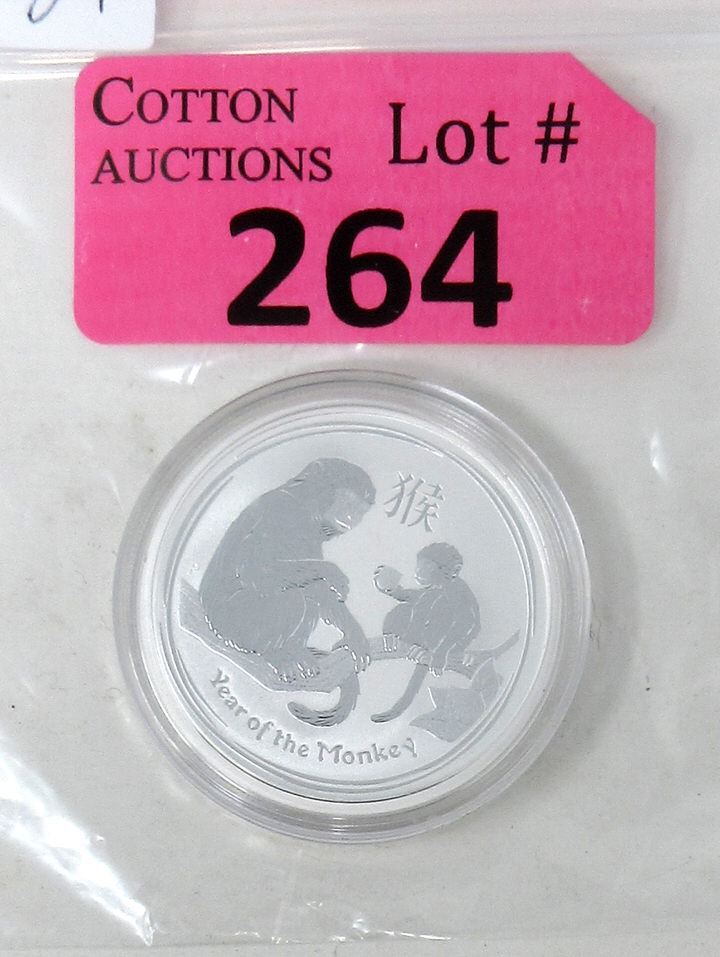 COTTON
AUCTIONS
Lot #
264
猴
Year of the Monkey